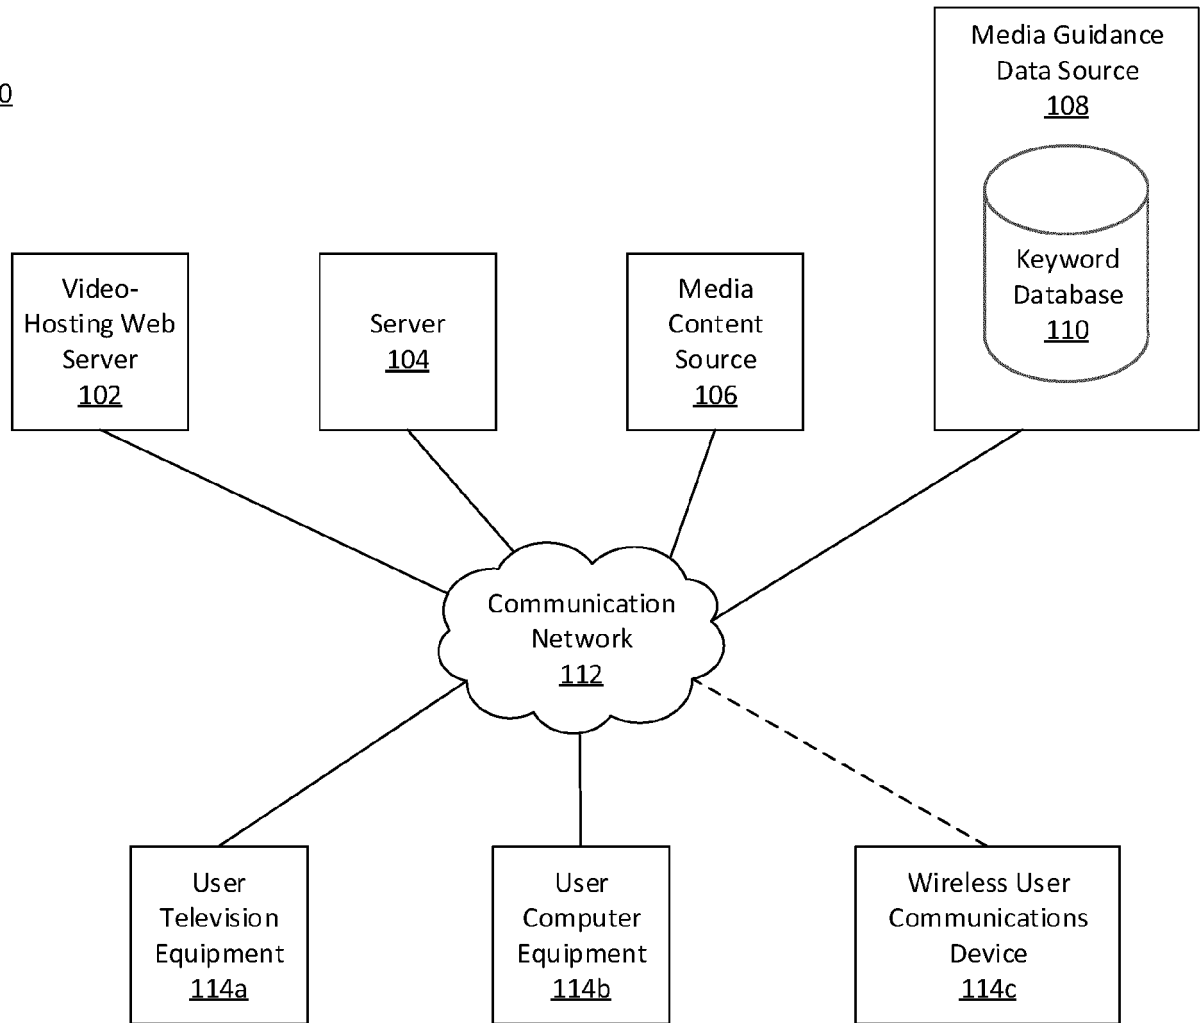 0
Media Guidance
Data Source
108
Keyword
Database
110
Video-
Hosting Web
Server
102
Server
104
Media
Content
Source
106
Communication
Network
112
User
Television
Equipment
114a
User
Computer
Equipment
114b
Wireless User
Communications
Device
114c